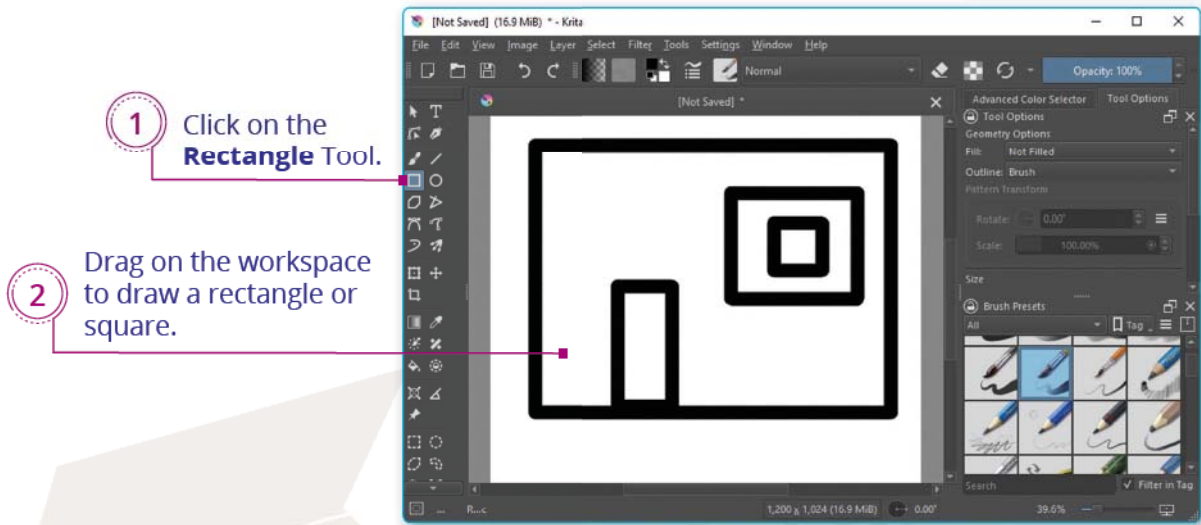 [Not Saved] (16.9 MiB) * - Krita
File Edit View Image Layer Select Filter Tools Settings Window Help
Normal
Opacity: 100%
[Not Saved] *
Advanced Color Selector Tool Options
Tool Options
Geometry Options
Fill: Not Filled
Outline: Brush
Pattern Transform
Rotate: 0.00°
Scale: 100.00%
Size
Brush Presets
All
Tag
Search
Filter in Tag
R...c
1,200 x 1,024 (16.9 MiB)
0.00°
39.6%
1
Click on the
Rectangle Tool.
2
Drag on the workspace
to draw a rectangle or
square.